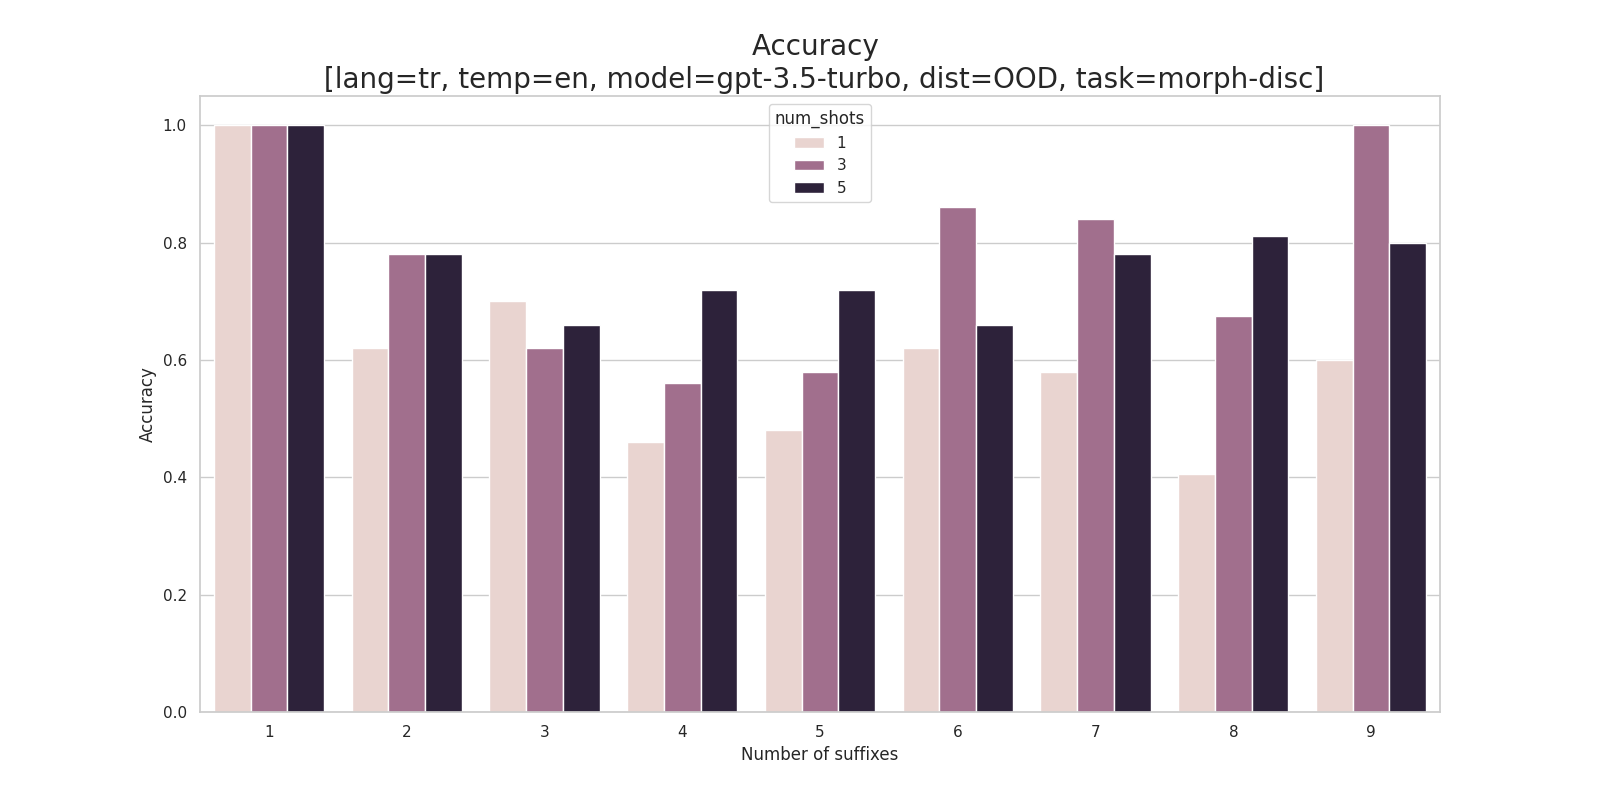 Accuracy
[lang=tr, temp=en, model=gpt-3.5-turbo, dist=OOD, task=morph-disc]
num_shots
1
3
5
1.0
0.8
0.6
0.4
0.2
0.0
Accuracy
1 2 3 4 5 6 7 8 9
Number of suffixes